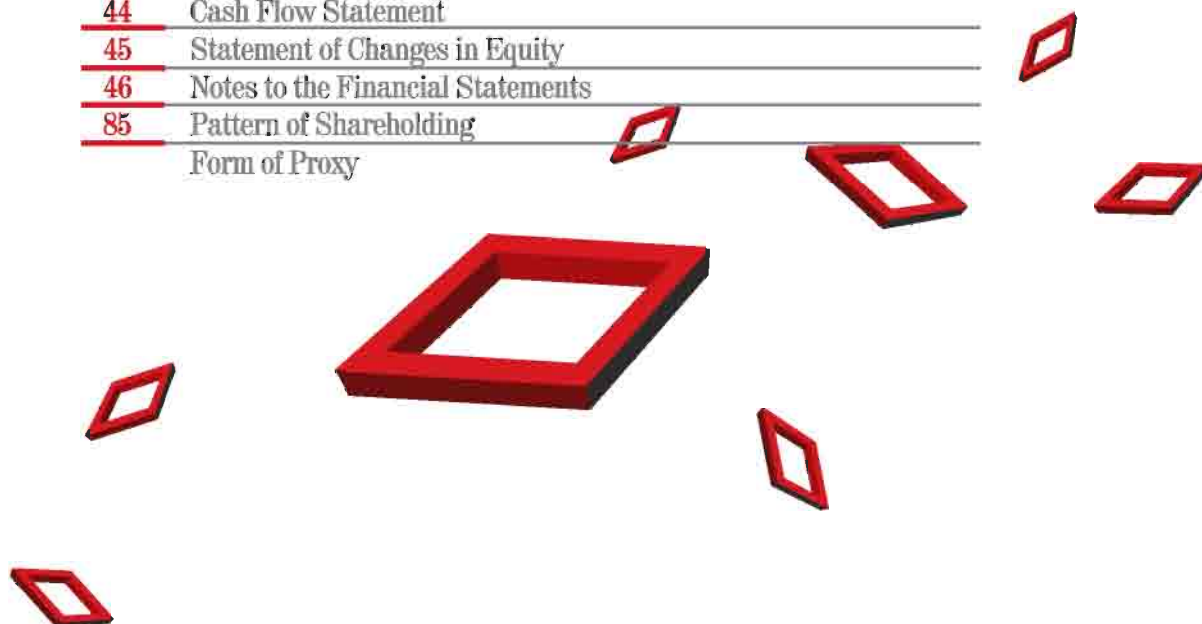 44 Cash Flow Statement
45 Statement of Changes in Equity
46 Notes to the Financial Statements
85 Pattern of Shareholding
Form of Proxy